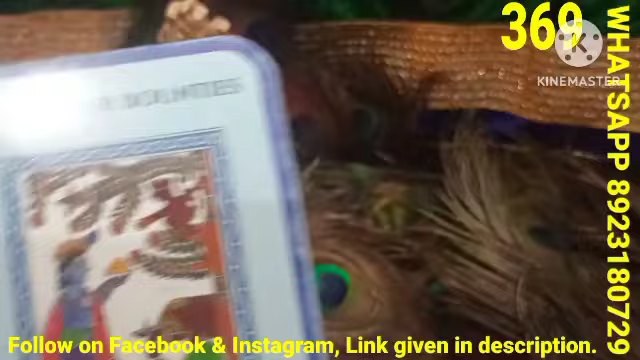 369
KINEMASTER
WHATSAPP 8923180729
Follow on Facebook & Instagram, Link given in description.